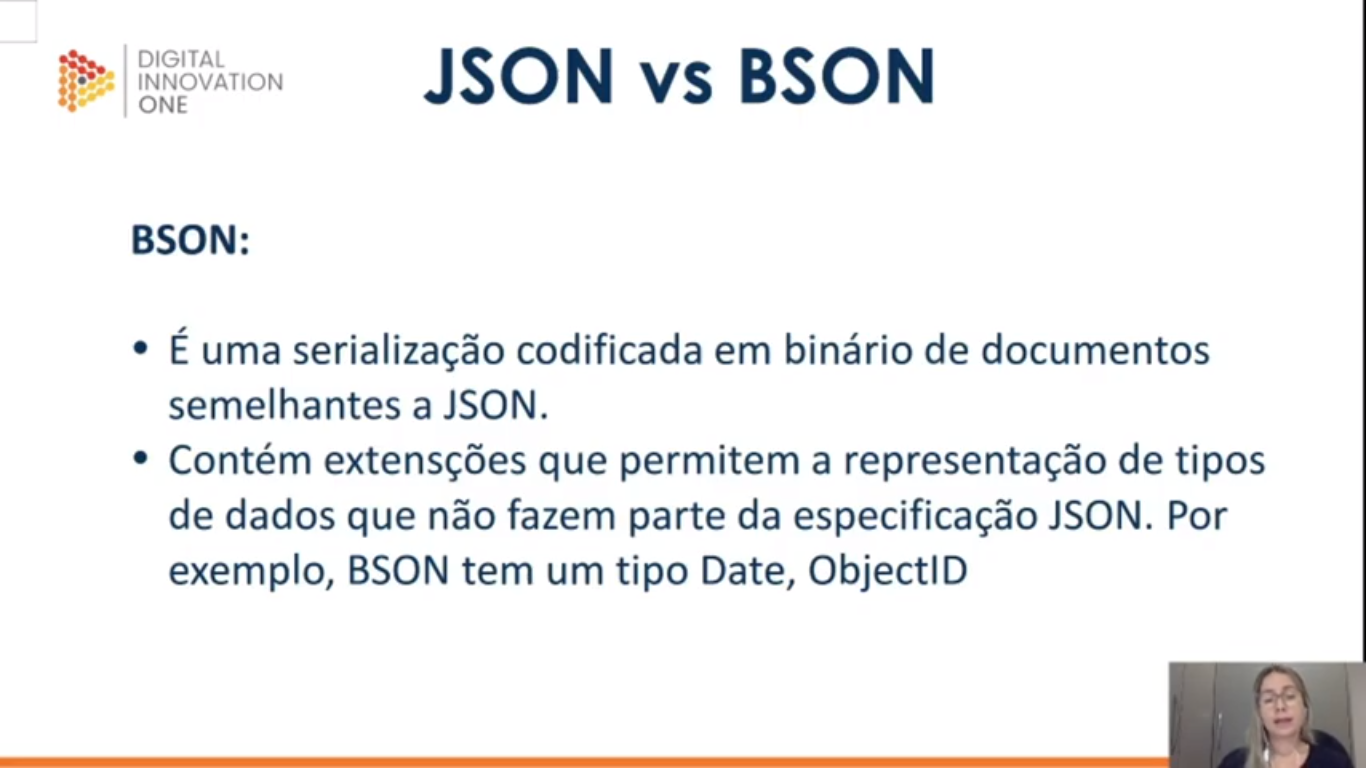 DIGITAL
INNOVATION
ONE
JSON vs BSON
BSON:
• É uma serialização codificada em binário de documentos
semelhantes a JSON.
• Contém extensções que permitem a representação de tipos
de dados que não fazem parte da especificação JSON. Por
exemplo, BSON tem um tipo Date, ObjectID